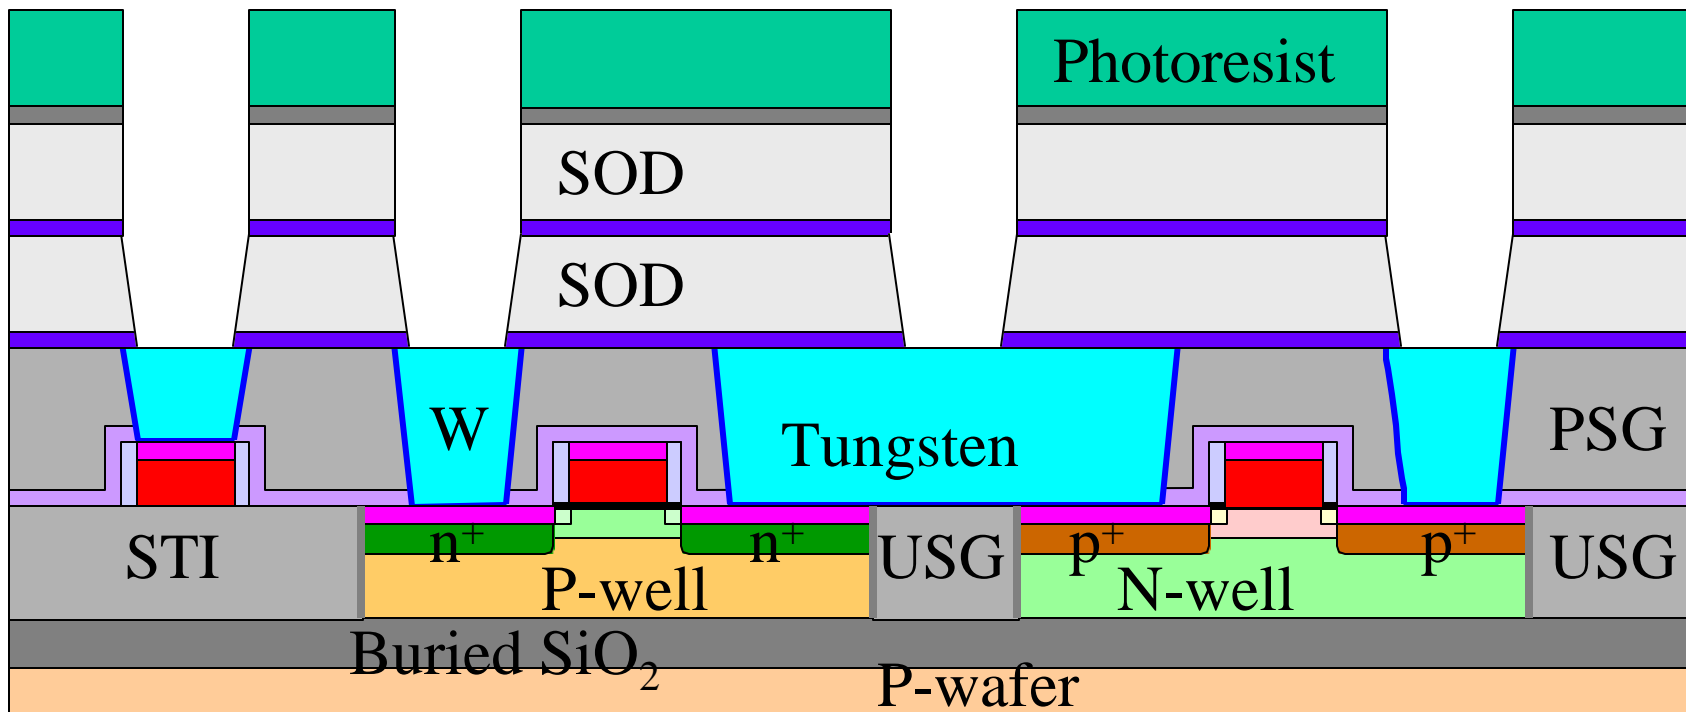 Photoresist
SOD
SOD
W
Tungsten
PSG
STI
n⁺
n⁺
USG
p⁺
p⁺
USG
P-well
N-well
Buried SiO₂
P-wafer